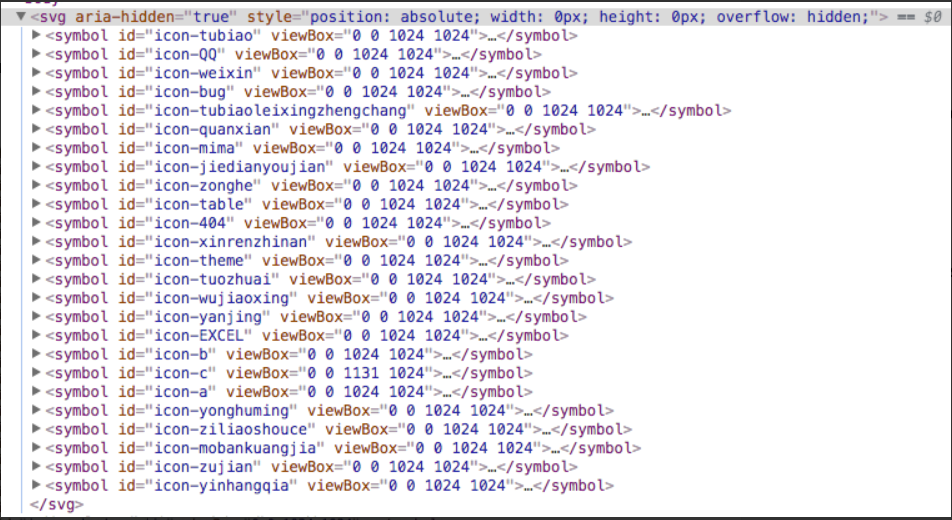 ▼<svg aria-hidden="true" style="position: absolute; width: 0px; height: 0px; overflow: hidden;"> == $0
▶<symbol id="icon-tubiao" viewBox="0 0 1024 1024">…</symbol>
▶<symbol id="icon-QQ" viewBox="0 0 1024 1024">…</symbol>
▶<symbol id="icon-weixin" viewBox="0 0 1024 1024">…</symbol>
▶<symbol id="icon-bug" viewBox="0 0 1024 1024">…</symbol>
▶<symbol id="icon-tubiaoleixingzhengchang" viewBox="0 0 1024 1024">…</symbol>
▶<symbol id="icon-quanxian" viewBox="0 0 1024 1024">…</symbol>
▶<symbol id="icon-mima" viewBox="0 0 1024 1024">…</symbol>
▶<symbol id="icon-jiedianyoujian" viewBox="0 0 1024 1024">…</symbol>
▶<symbol id="icon-zonghe" viewBox="0 0 1024 1024">…</symbol>
▶<symbol id="icon-table" viewBox="0 0 1024 1024">…</symbol>
▶<symbol id="icon-404" viewBox="0 0 1024 1024">…</symbol>
▶<symbol id="icon-xinrenzhinan" viewBox="0 0 1024 1024">…</symbol>
▶<symbol id="icon-theme" viewBox="0 0 1024 1024">…</symbol>
▶<symbol id="icon-tuozhuai" viewBox="0 0 1024 1024">…</symbol>
▶<symbol id="icon-wujiaoxing" viewBox="0 0 1024 1024">…</symbol>
▶<symbol id="icon-yanjing" viewBox="0 0 1024 1024">…</symbol>
▶<symbol id="icon-EXCEL" viewBox="0 0 1024 1024">…</symbol>
▶<symbol id="icon-b" viewBox="0 0 1024 1024">…</symbol>
▶<symbol id="icon-c" viewBox="0 0 1131 1024">…</symbol>
▶<symbol id="icon-a" viewBox="0 0 1024 1024">…</symbol>
▶<symbol id="icon-yonghuming" viewBox="0 0 1024 1024">…</symbol>
▶<symbol id="icon-ziliaoshouce" viewBox="0 0 1024 1024">…</symbol>
▶<symbol id="icon-mobankuangjia" viewBox="0 0 1024 1024">…</symbol>
▶<symbol id="icon-zujian" viewBox="0 0 1024 1024">…</symbol>
▶<symbol id="icon-yinhangqia" viewBox="0 0 1024 1024">…</symbol>
</svg>